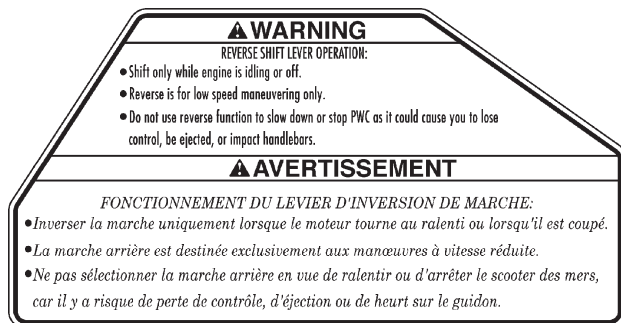 WARNING
REVERSE SHIFT LEVER OPERATION:
• Shift only while engine is idling or off.
• Reverse is for low speed maneuvering only.
• Do not use reverse function to slow down or stop PWC as it could cause you to lose
control, be ejected, or impact handlebars.
AVERTISSEMENT
FONCTIONNEMENT DU LEVIER D'INVERSION DE MARCHE:
• Inverser la marche uniquement lorsque le moteur tourne au ralenti ou lorsqu'il est coupé.
• La marche arrière est destinée exclusivement aux manœuvres à vitesse réduite.
• Ne pas sélectionner la marche arrière en vue de ralentir ou d'arrêter le scooter des mers,
car il y a risque de perte de contrôle, d'éjection ou de heurt sur le guidon.